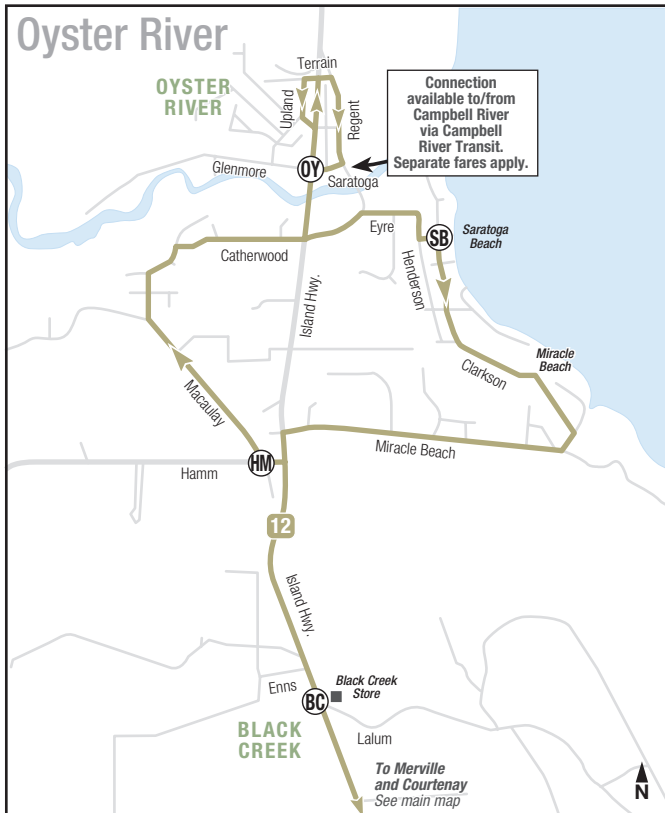 Oyster River
Terrain
OYSTER
RIVER
Upland
Regent
Connection
available to/from
Campbell River
via Campbell
River Transit.
Separate fares apply.
Glenmore
OY
Saratoga
Eyre
SB
Saratoga
Beach
Catherwood
Henderson
Island Hwy.
Miracle
Beach
Clarkson
Macaulay
Miracle Beach
HM
Hamm
12
Island Hwy.
Enns
Black Creek
Store
BC
BLACK
CREEK
Lalum
To Merville
and Courtenay
See main map
N